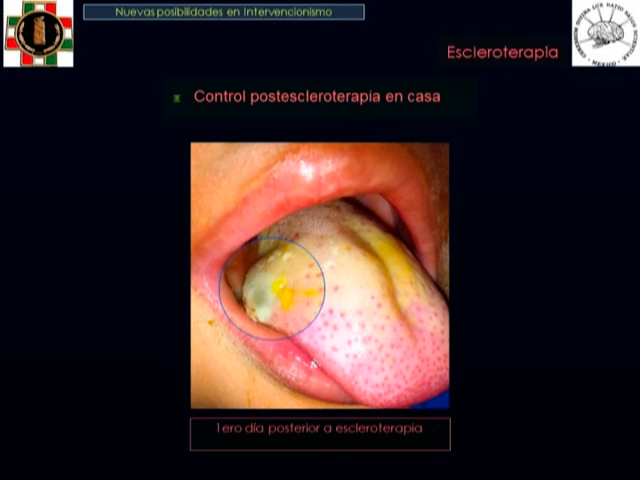 Nuevas posibilidades en Intervencionismo
Escleroterapia
Control postescleroterapia en casa
1ero día posterior a escleroterapia